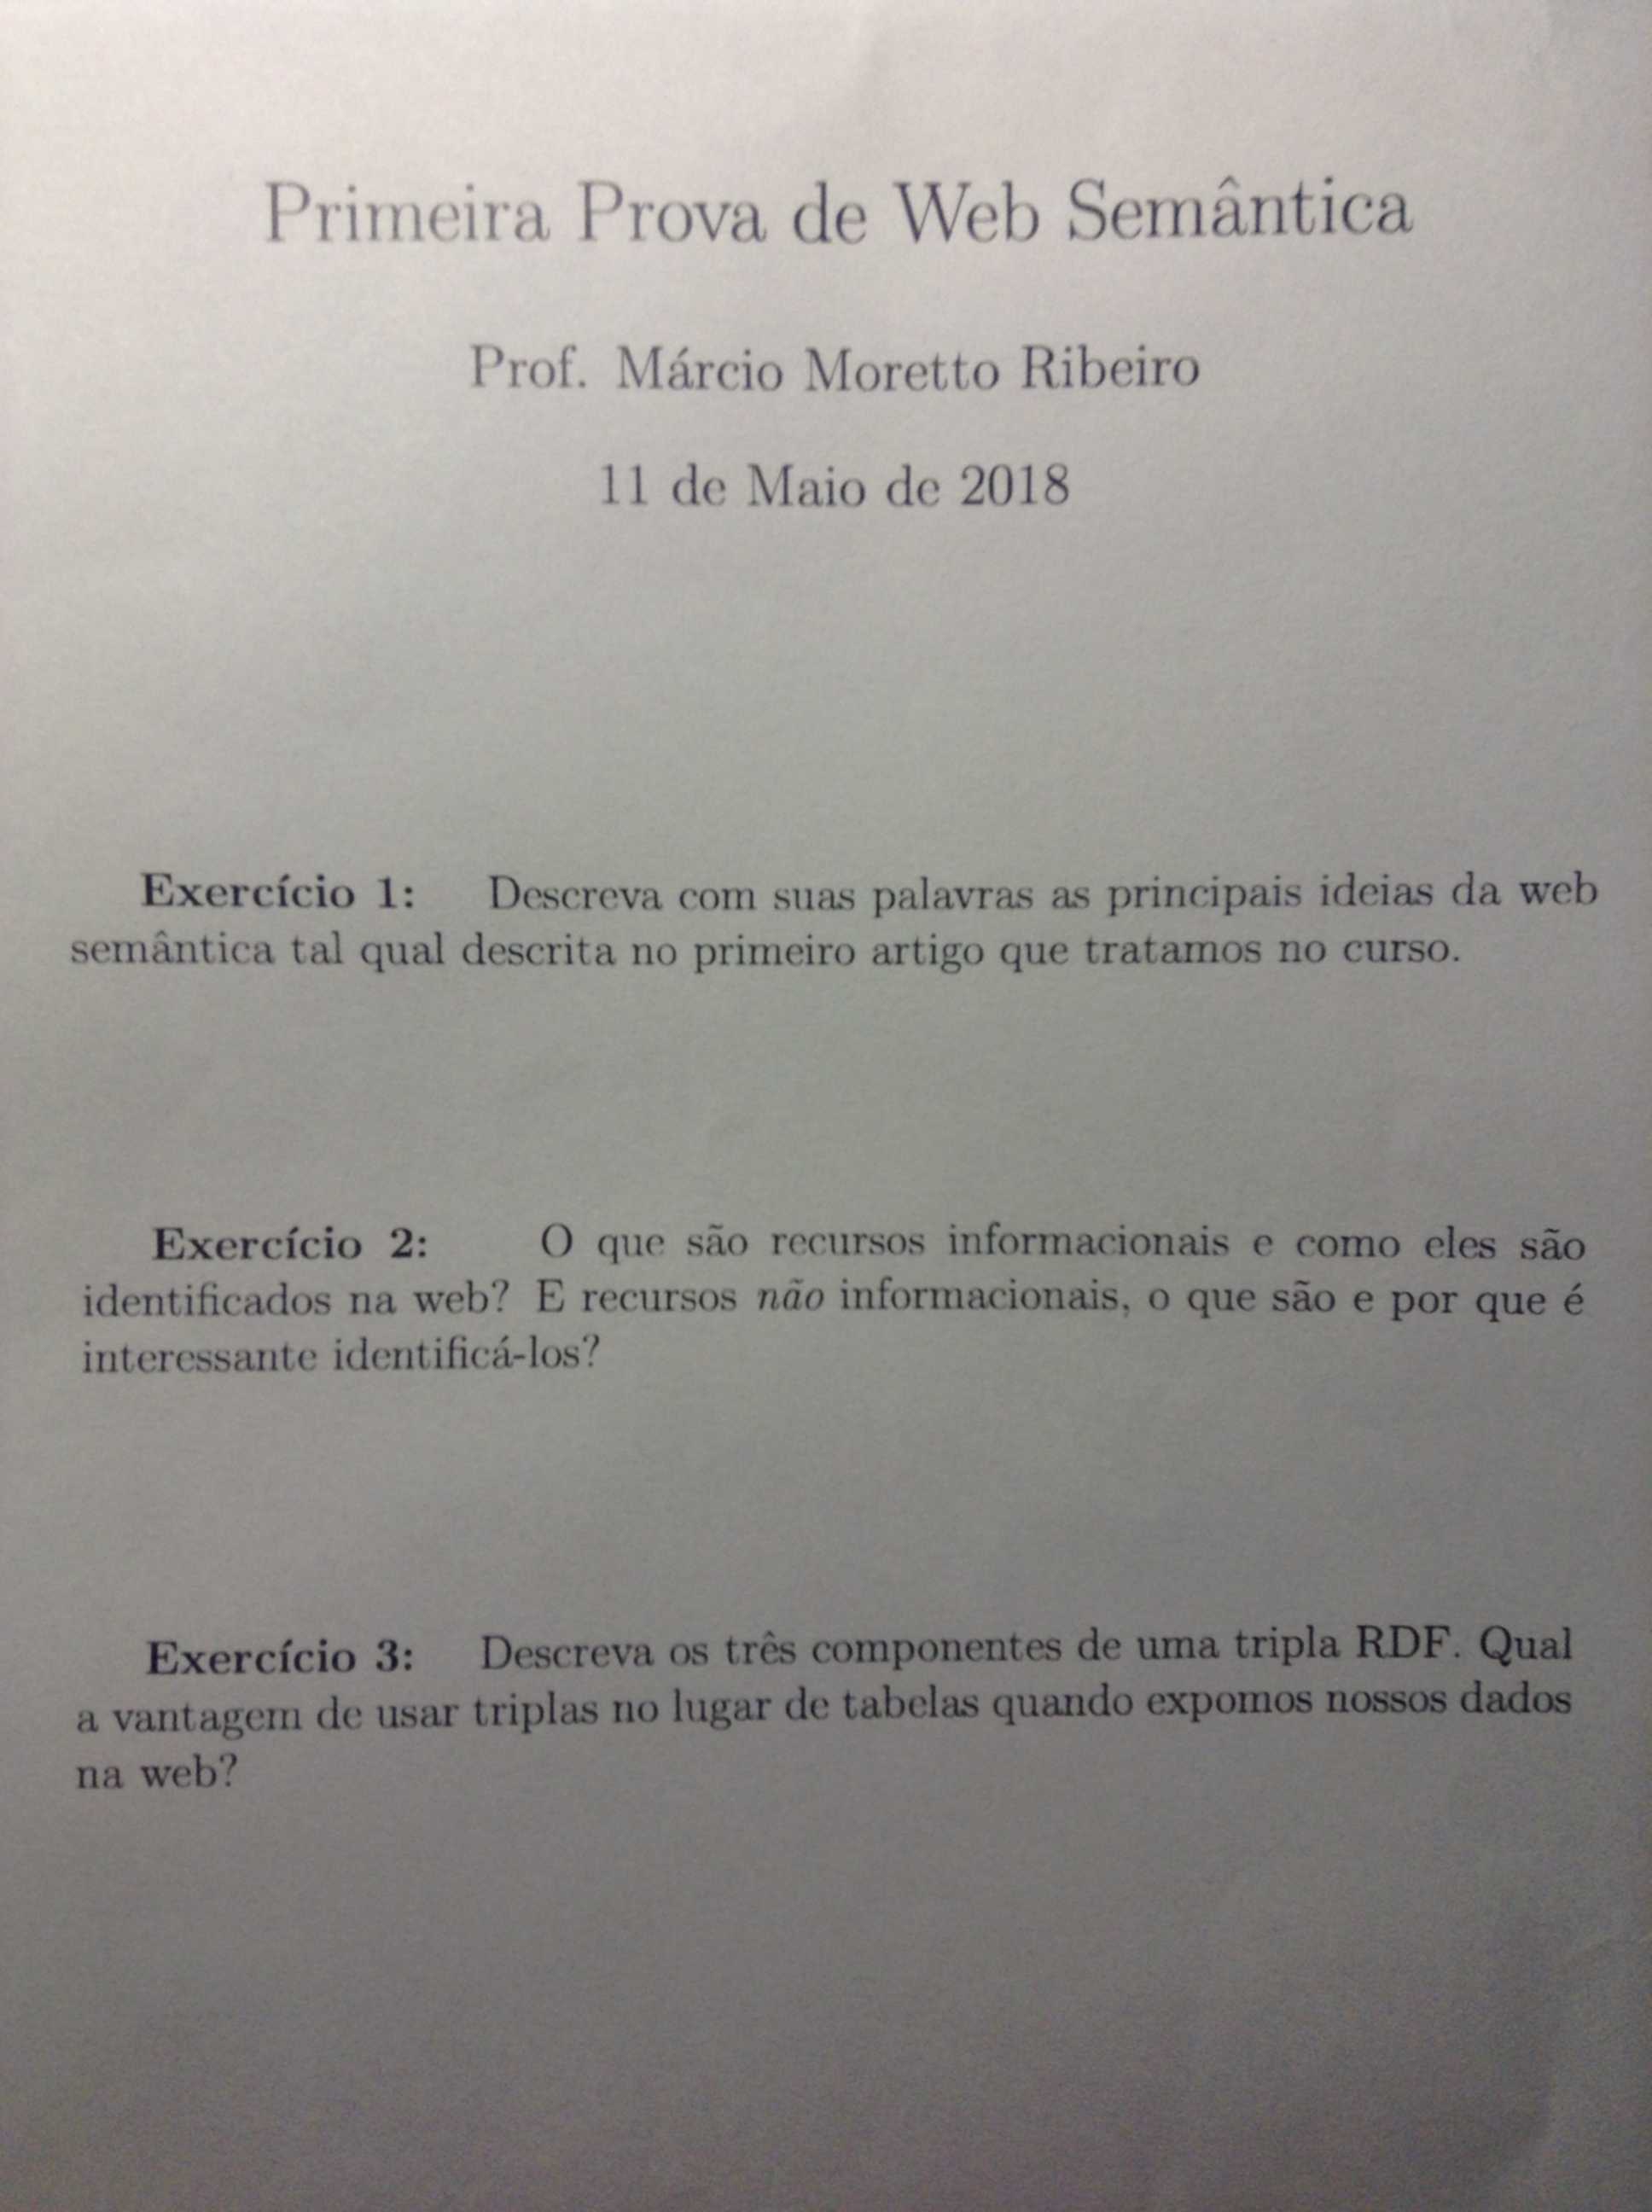 Primeira Prova de Web Semântica
Prof. Márcio Moretto Ribeiro
11 de Maio de 2018
Exercício 1: Descreva com suas palavras as principais ideias da web
semântica tal qual descrita no primeiro artigo que tratamos no curso.
Exercício 2: O que são recursos informacionais e como eles são
identificados na web? E recursos não informacionais, o que são e por que é
interessante identificá-los?
Exercício 3: Descreva os três componentes de uma tripla RDF. Qual
a vantagem de usar triplas no lugar de tabelas quando expomos nossos dados
na web?